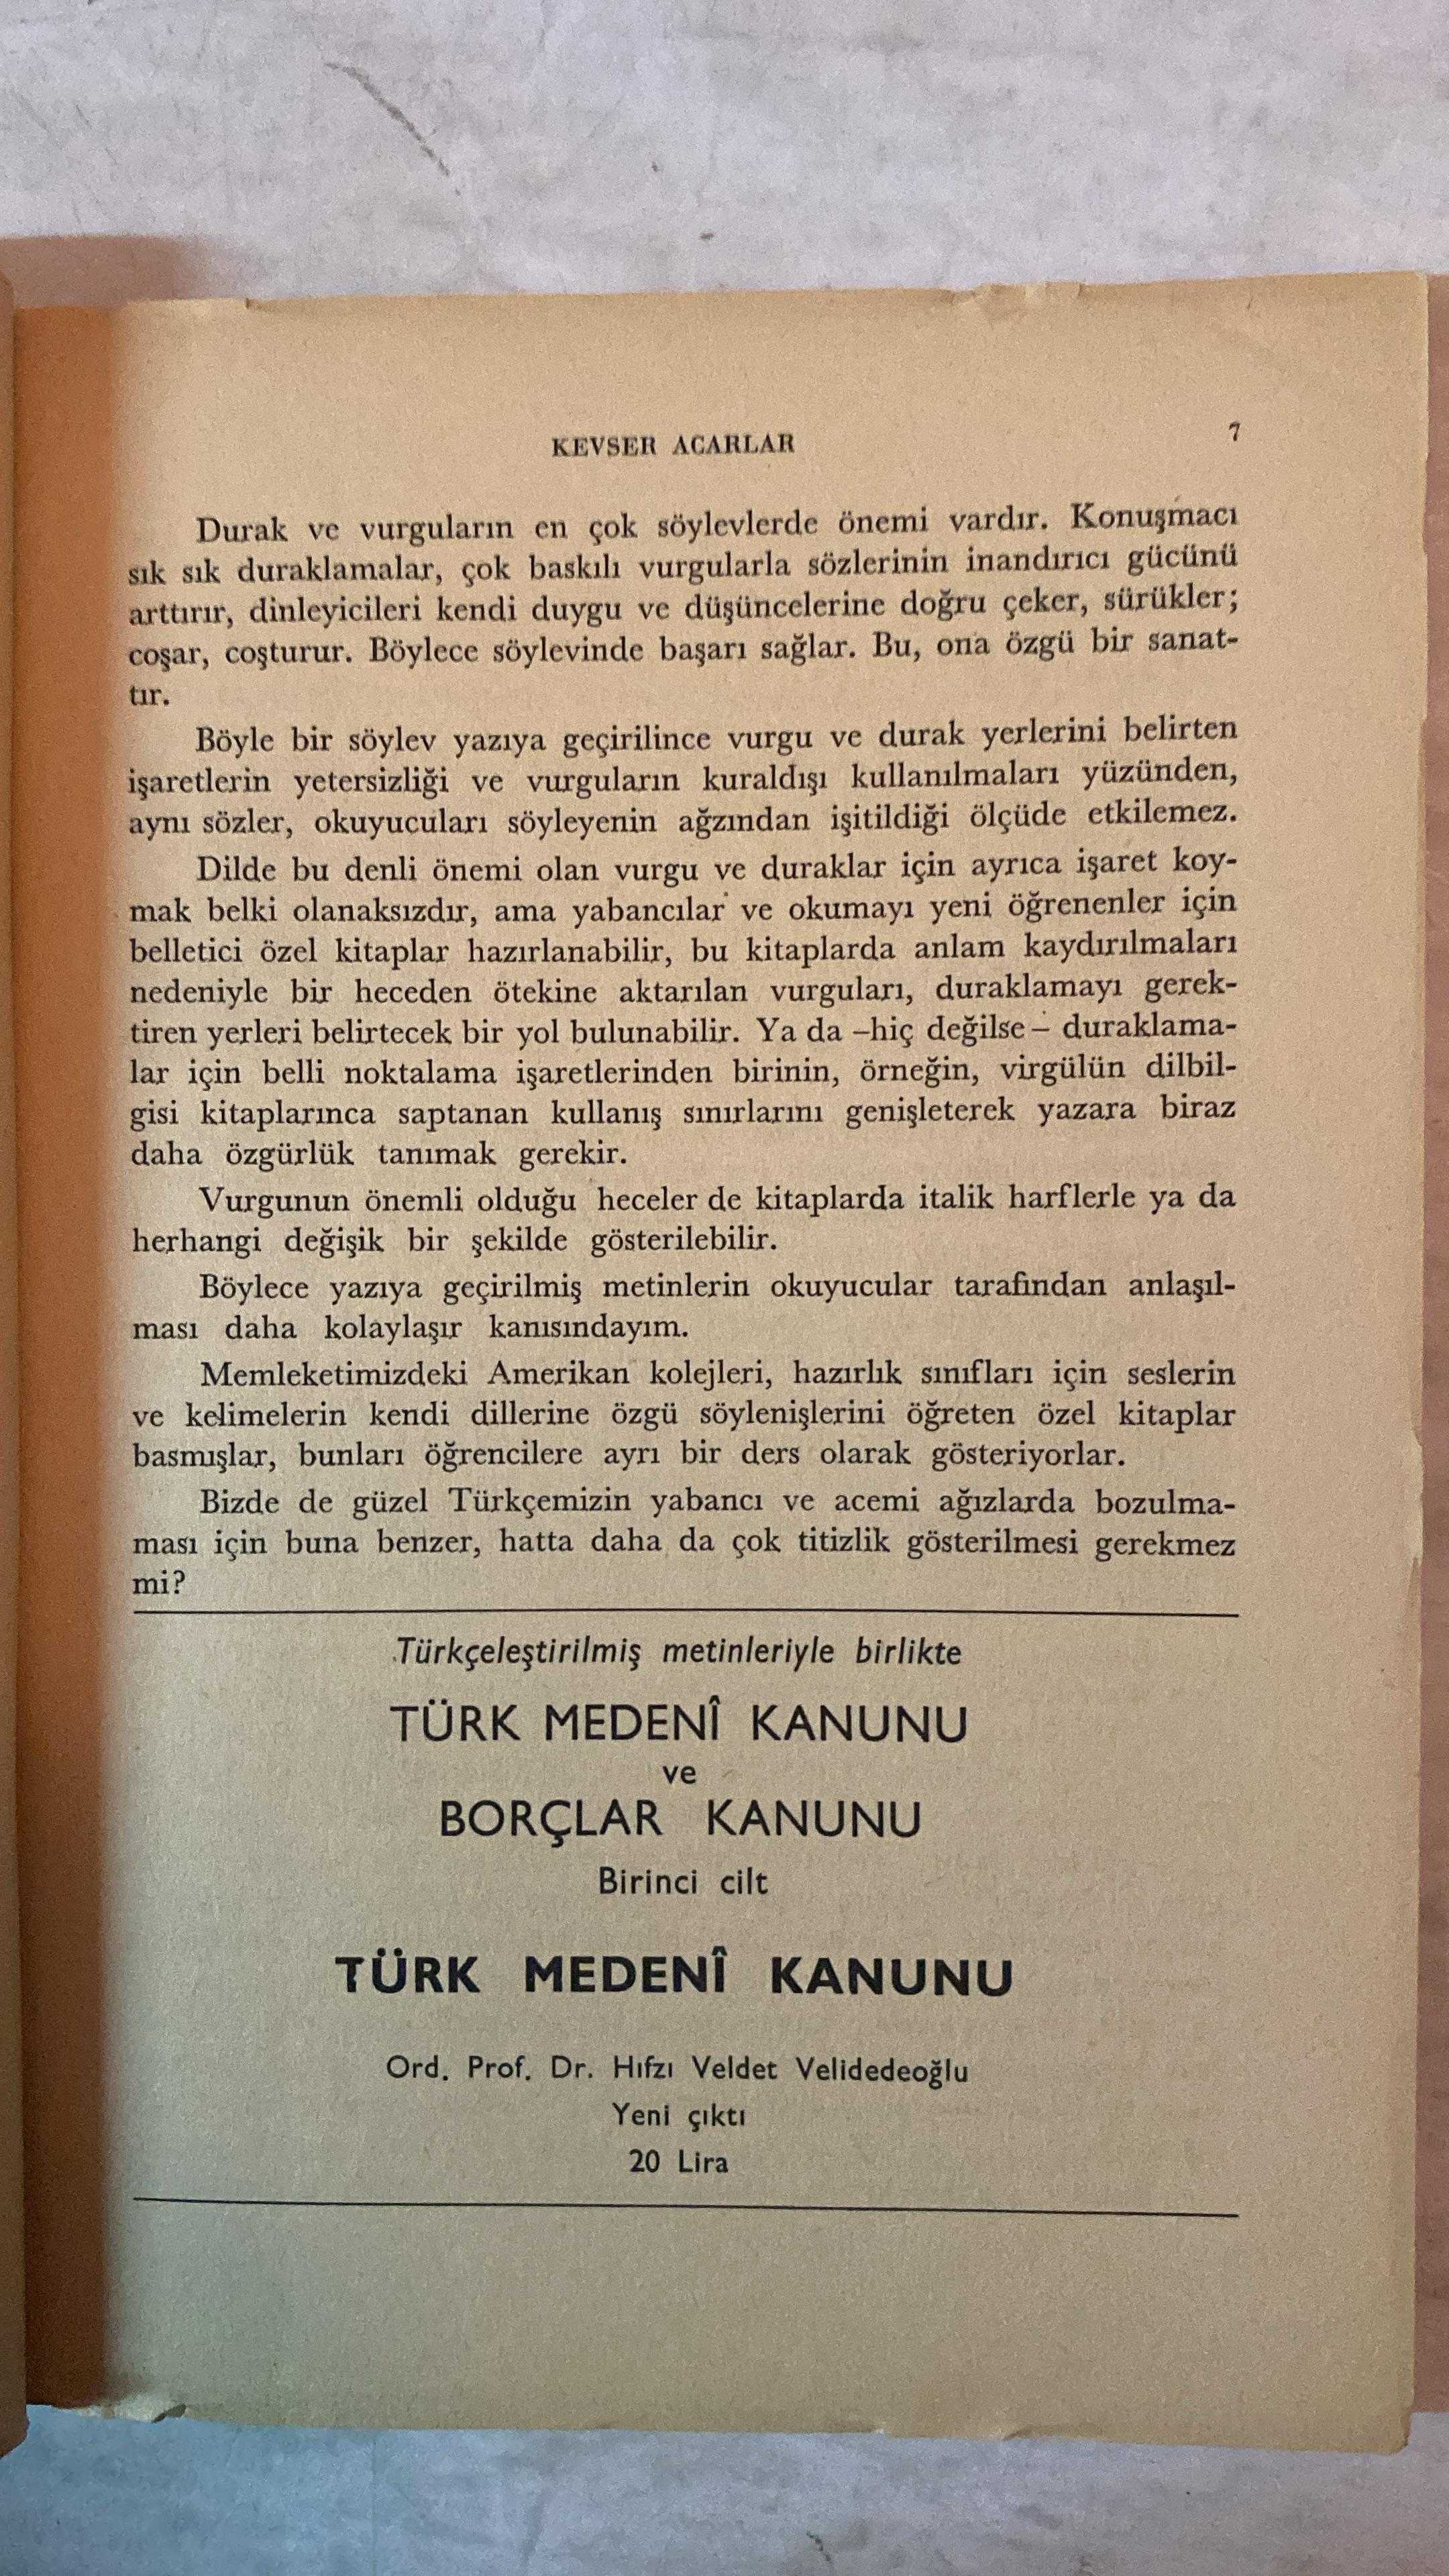 KEVSER ACARLAR
7
Durak ve vurguların en çok söylevlerde önemi vardır. Konuşmacı
sık sık duraklamalar, çok baskılı vurgularla sözlerinin inandırıcı gücünü
arttırır, dinleyicileri kendi duygu ve düşüncelerine doğru çeker, sürükler;
coşar, coşturur. Böylece söylevinde başarı sağlar. Bu, ona özgü bir sanat-
tır.
Böyle bir söylev yazıya geçirilince vurgu ve durak yerlerini belirten
işaretlerin yetersizliği ve vurguların kuraldışı kullanılmaları yüzünden,
aynı sözler, okuyucuları söyleyenin ağzından işitildiği ölçüde etkilemez.
Dilde bu denli önemi olan vurgu ve duraklar için ayrıca işaret koy-
mak belki olanaksızdır, ama yabancılar ve okumayı yeni öğrenenler için
belletici özel kitaplar hazırlanabilir, bu kitaplarda anlam kaydırılmaları
nedeniyle bir heceden ötekine aktarılan vurguları, duraklamayı gerek-
tiren yerleri belirtecek bir yol bulunabilir. Ya da –hiç değilse– duraklama-
lar için belli noktalama işaretlerinden birinin, örneğin, virgülün dilbil-
gisi kitaplarınca saptanan kullanış sınırlarını genişleterek yazara biraz
daha özgürlük tanımak gerekir.
Vurgunun önemli olduğu heceler de kitaplarda italik harflerle ya da
herhangi değişik bir şekilde gösterilebilir.
Böylece yazıya geçirilmiş metinlerin okuyucular tarafından anlaşıl-
ması daha kolaylaşır kanısındayım.
Memleketimizdeki Amerikan kolejleri, hazırlık sınıfları için seslerin
ve kelimelerin kendi dillerine özgü söylenişlerini öğreten özel kitaplar
basmışlar, bunları öğrencilere ayrı bir ders olarak gösteriyorlar.
Bizde de güzel Türkçemizin yabancı ve acemi ağızlarda bozulma-
ması için buna benzer, hatta daha da çok titizlik gösterilmesi gerekmez
mi?
Türkçeleştirilmiş metinleriyle birlikte
TÜRK MEDENÎ KANUNU
ve
BORÇLAR KANUNU
Birinci cilt
TÜRK MEDENÎ KANUNU
Ord. Prof. Dr. Hıfzı Veldet Velidedeoğlu
Yeni çıktı
20 Lira